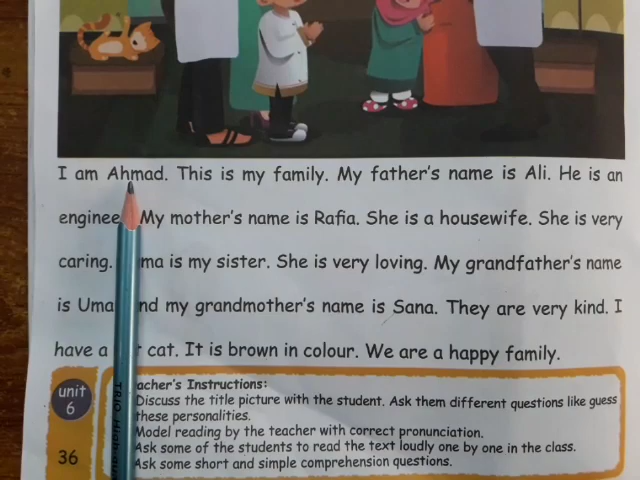 I am Ahmad. This is my family. My father's name is Ali. He is an
enginee My mother's name is Rafia. She is a housewife. She is very
caring. ma is my sister. She is very loving. My grandfather's name
is Uma nd my grandmother's name is Sana. They are very kind. I
have a t cat. It is brown in colour. We are a happy family.
unit
6
36
acher's Instructions:
Discuss the title picture with the student. Ask them different questions like guess
these personalities.
Model reading by the teacher with correct pronunciation.
Ask some of the students to read the text loudly one by one in the class.
Ask some short and simple comprehension questions.
TRIO High-qua